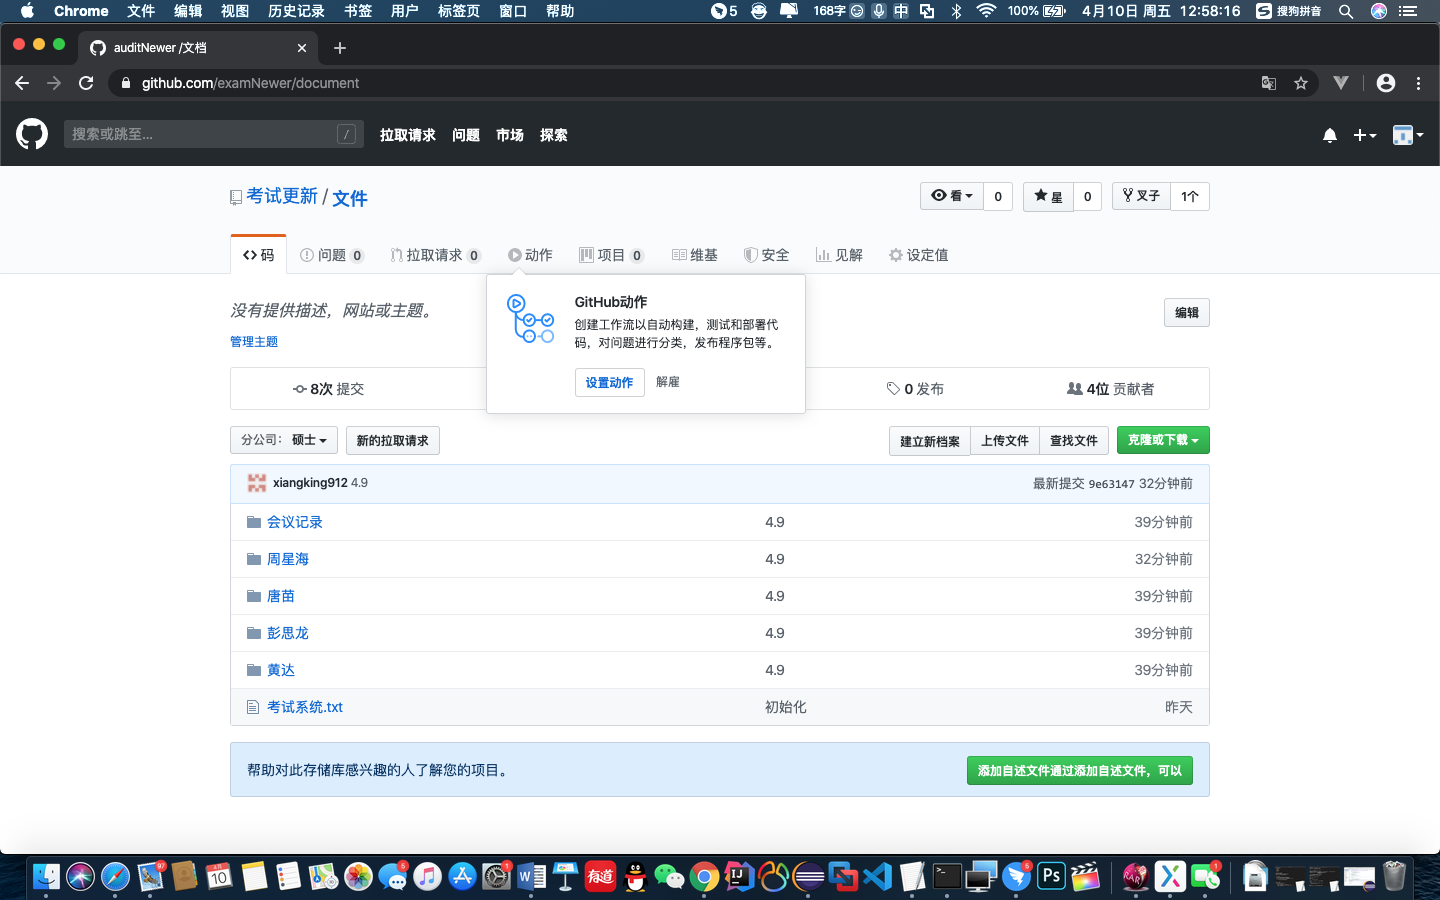 Chrome 文件 编辑 视图 历史记录 书签 用户 标签页 窗口 帮助 5 168字 中 100% 4月10日 周五 12:58:16 S 搜狗拼音
auditNewer /文档
github.com/examNewer/document
搜索或跳至... / 拉取请求 问题 市场 探索
考试更新 / 文件 看 0 星 0 叉子 1个
码 问题 0 拉取请求 0 动作 项目 0 维基 安全 见解 设定值
GitHub动作
创建工作流以自动构建，测试和部署代
码，对问题进行分类，发布程序包等。
设置动作 解雇
没有提供描述，网站或主题。 编辑
管理主题
8次 提交 0 发布 4位 贡献者
分公司： 硕士 新的拉取请求 建立新档案 上传文件 查找文件 克隆或下载
xiangking912 4.9 最新提交 9e63147 32分钟前
会议记录 4.9 39分钟前
周星海 4.9 32分钟前
唐苗 4.9 39分钟前
彭思龙 4.9 39分钟前
黄达 4.9 39分钟前
考试系统.txt 初始化 昨天
帮助对此存储库感兴趣的人了解您的项目。 添加自述文件通过添加自述文件，可以
97 10 5 1 W 有道 IJ >_ 5 Ps 1